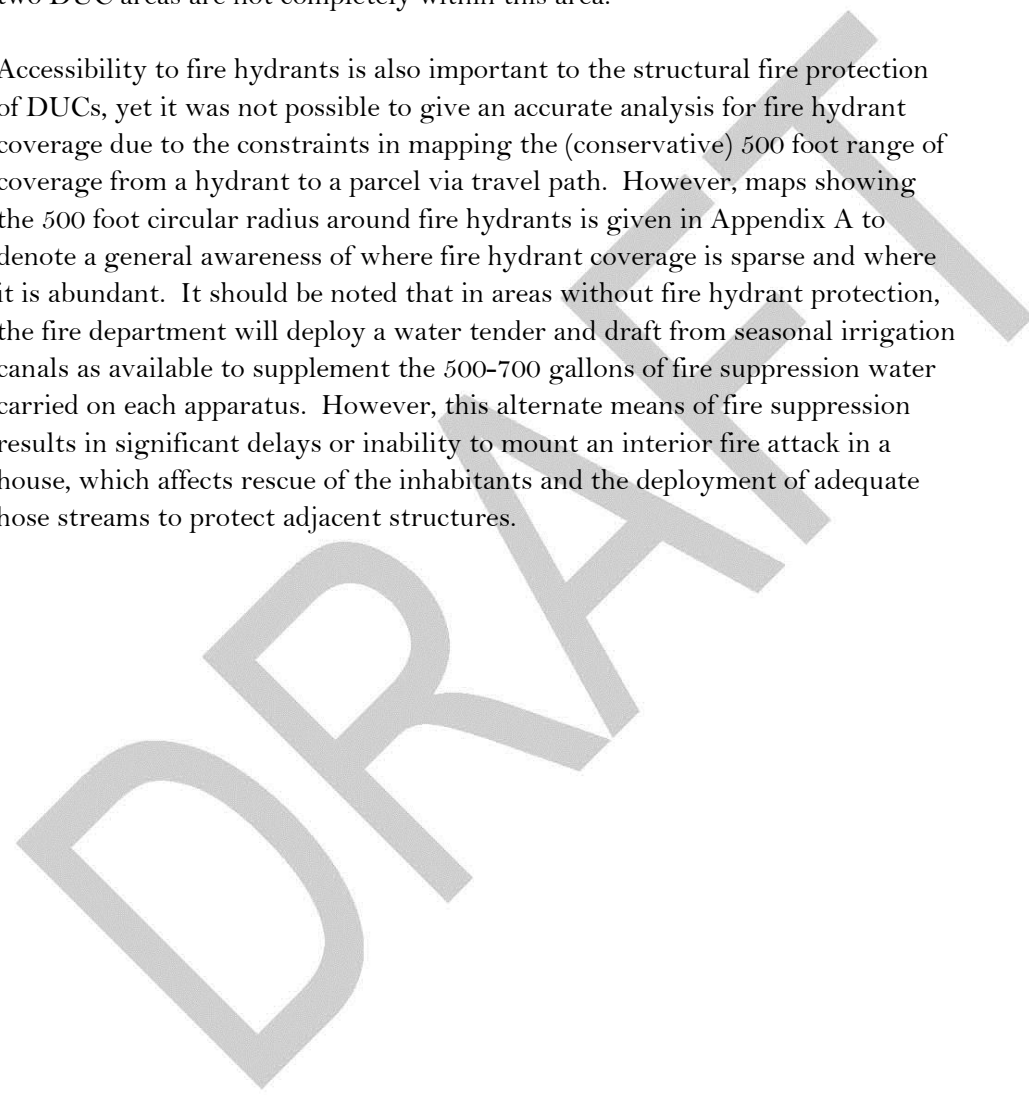 two DUC areas are not completely within this area.
Accessibility to fire hydrants is also important to the structural fire protection
of DUCs, yet it was not possible to give an accurate analysis for fire hydrant
coverage due to the constraints in mapping the (conservative) 500 foot range of
coverage from a hydrant to a parcel via travel path.  However, maps showing
the 500 foot circular radius around fire hydrants is given in Appendix A to
denote a general awareness of where fire hydrant coverage is sparse and where
it is abundant.  It should be noted that in areas without fire hydrant protection,
the fire department will deploy a water tender and draft from seasonal irrigation
canals as available to supplement the 500-700 gallons of fire suppression water
carried on each apparatus.  However, this alternate means of fire suppression
results in significant delays or inability to mount an interior fire attack in a
house, which affects rescue of the inhabitants and the deployment of adequate
hose streams to protect adjacent structures.
DRAFT